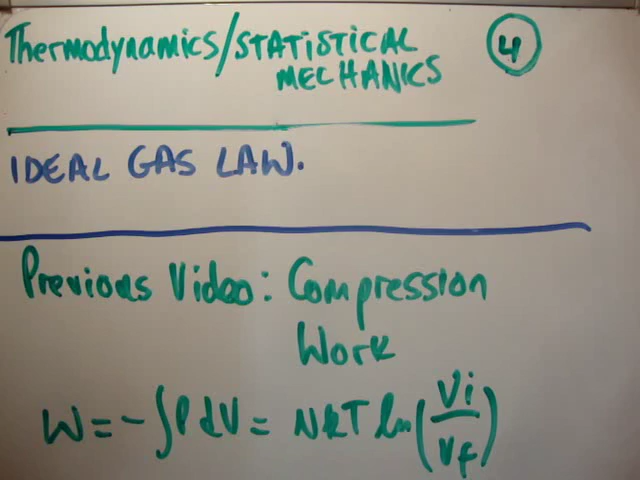 Thermodynamics/STATISTICAL
MECHANICS
4
IDEAL GAS LAW.
Previous Video: Compression
Work
W = -∫PdV = NkT ln(Vi/Vf)